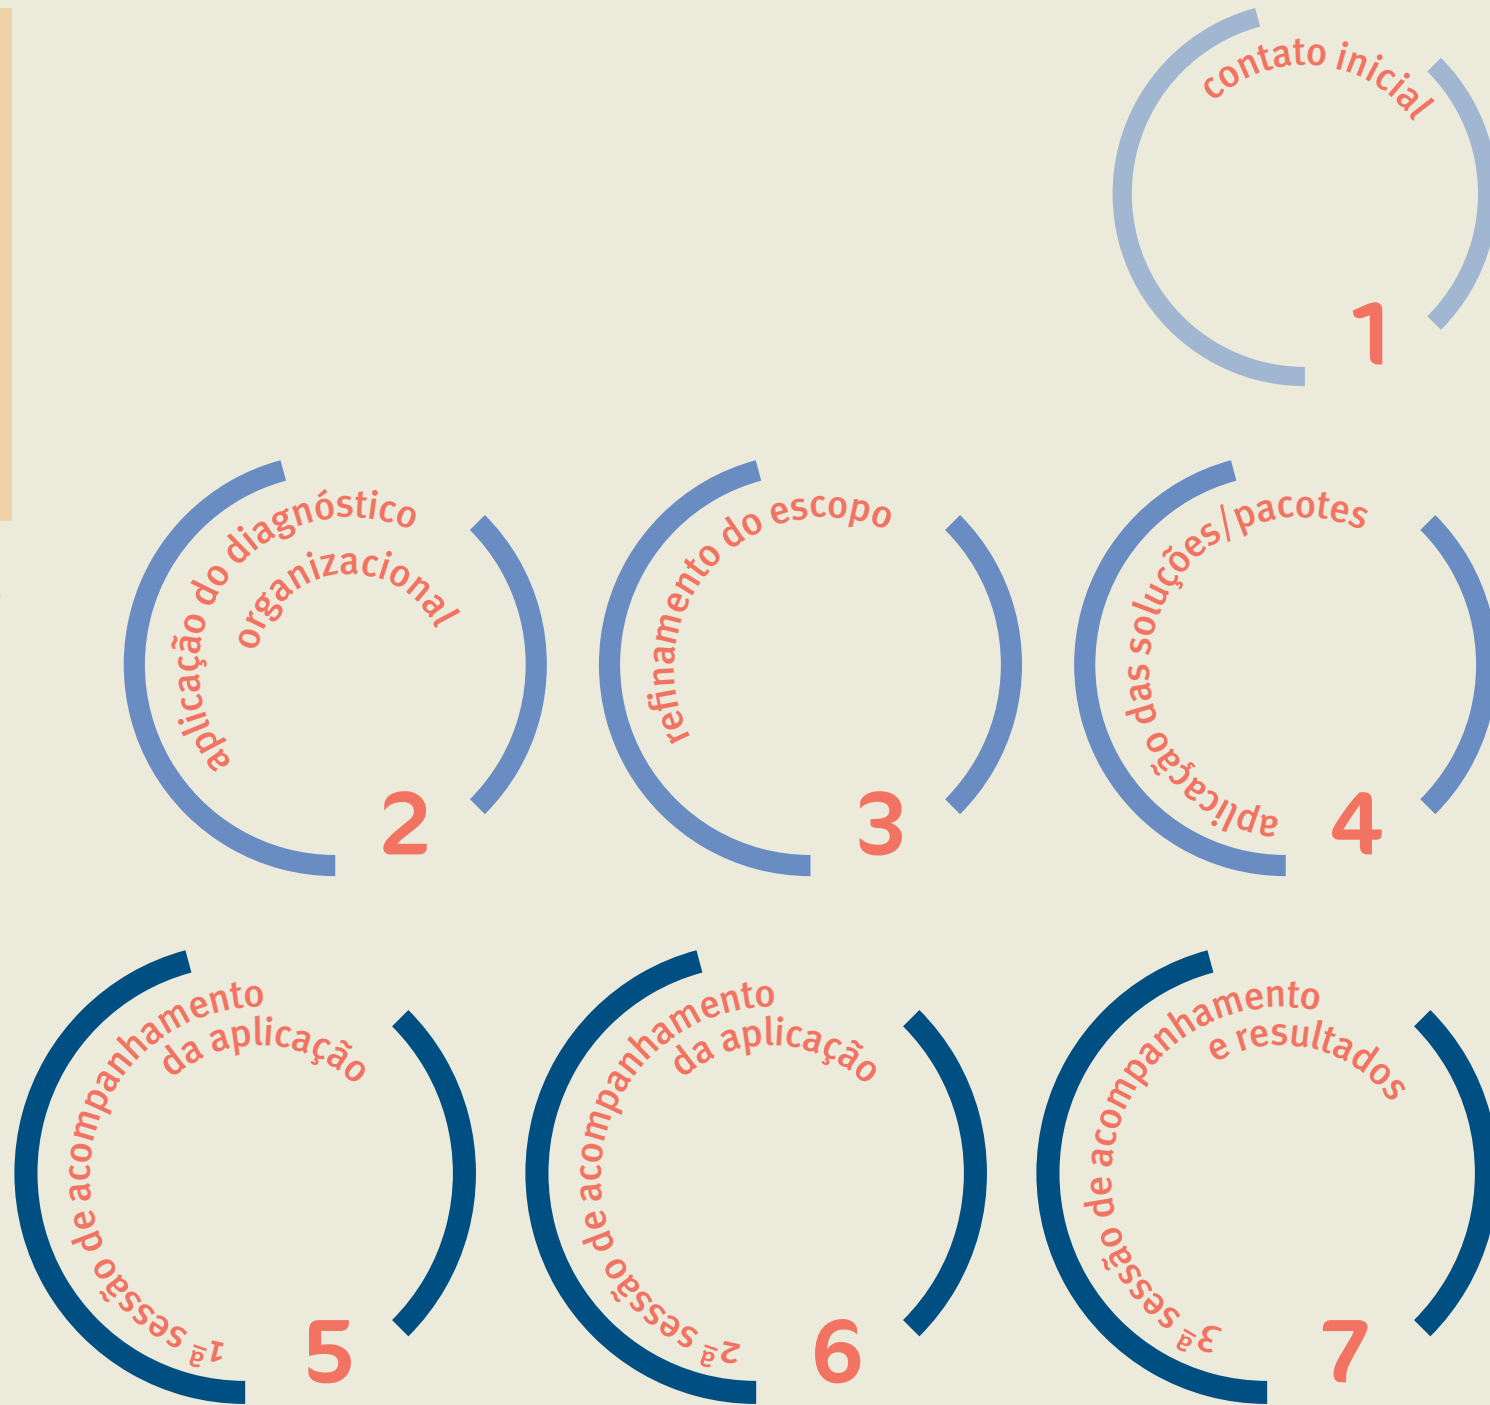 contato inicial
1
aplicação do diagnóstico
organizacional
2
refinamento do escopo
3
aplicação das soluções/pacotes
4
1ª sessão de acompanhamento
da aplicação
5
2ª sessão de acompanhamento
da aplicação
6
3ª sessão de acompanhamento
e resultados
7